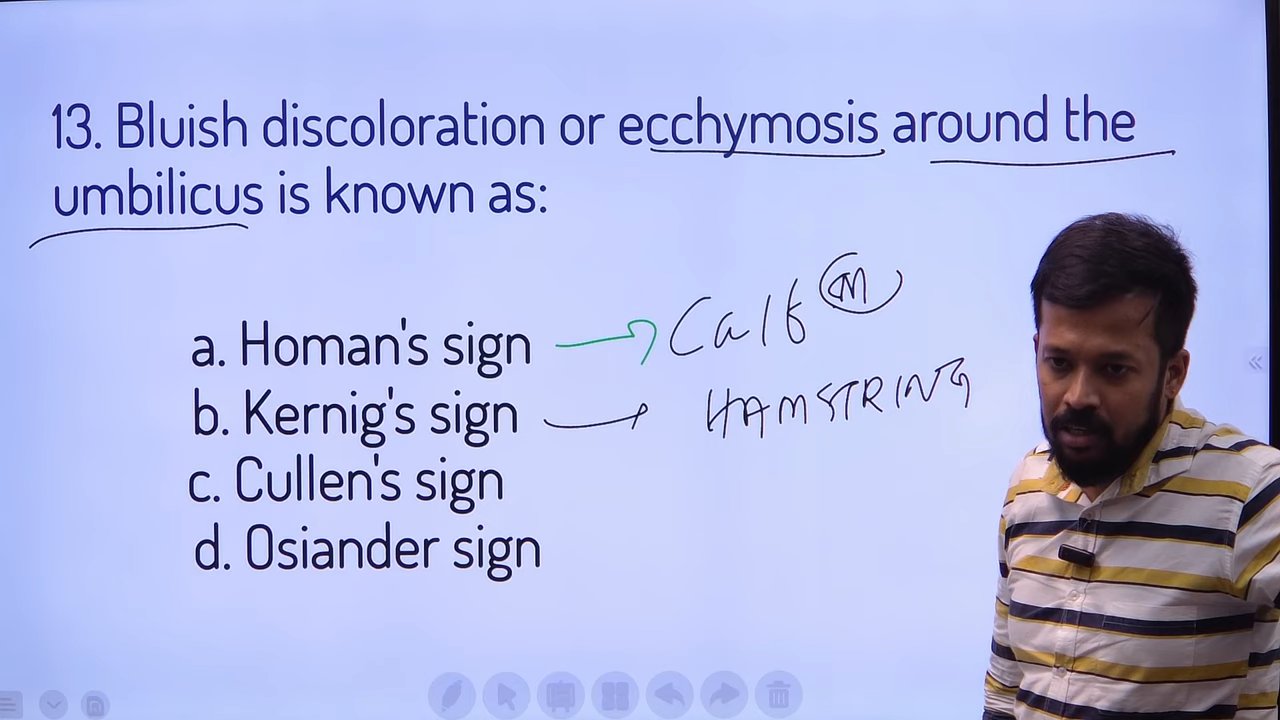 13. Bluish discoloration or ecchymosis around the
umbilicus is known as:
a. Homan's sign → Calf M
b. Kernig's sign → HAMSTRING
c. Cullen's sign
d. Osiander sign